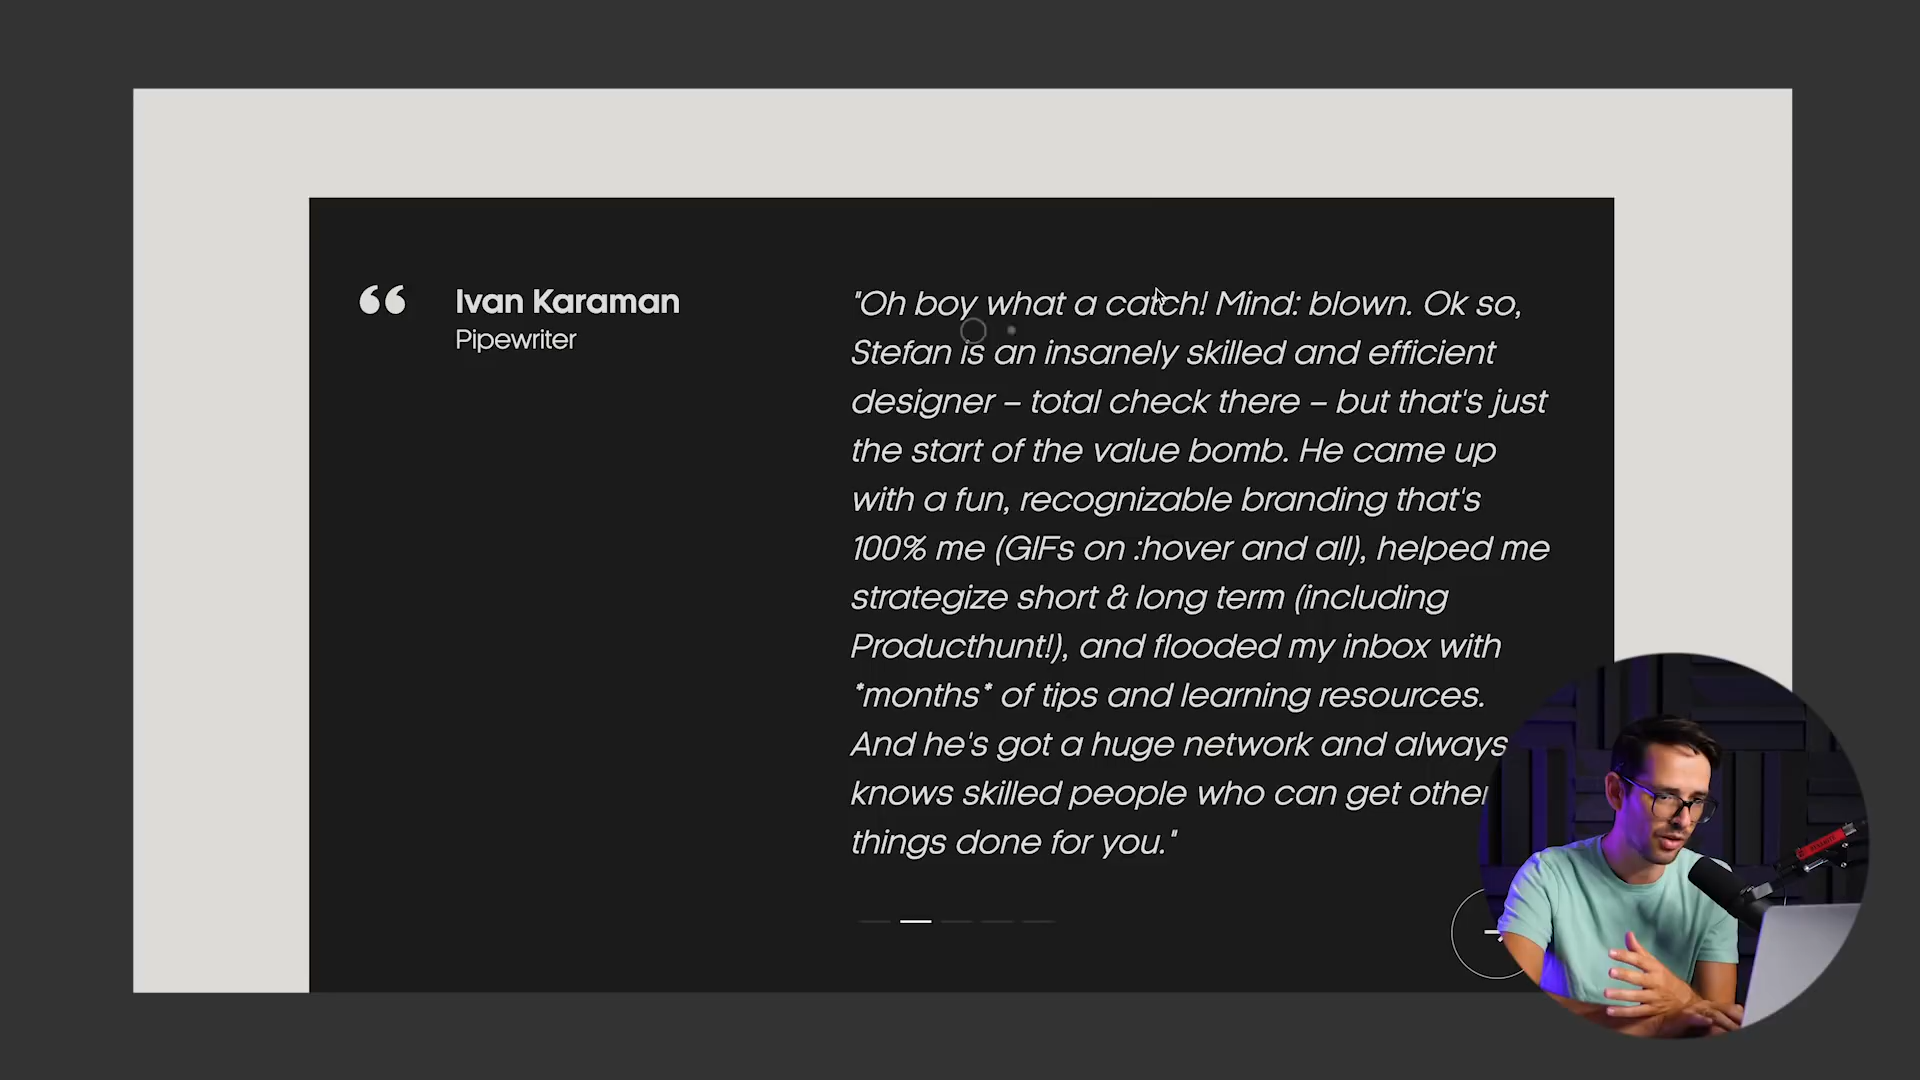 Ivan Karaman
Pipewriter
"Oh boy what a catch! Mind: blown. Ok so,
Stefan is an insanely skilled and efficient
designer – total check there – but that's just
the start of the value bomb. He came up
with a fun, recognizable branding that's
100% me (GIFs on :hover and all), helped me
strategize short & long term (including
Producthunt!), and flooded my inbox with
*months* of tips and learning resources.
And he's got a huge network and always
knows skilled people who can get other
things done for you."